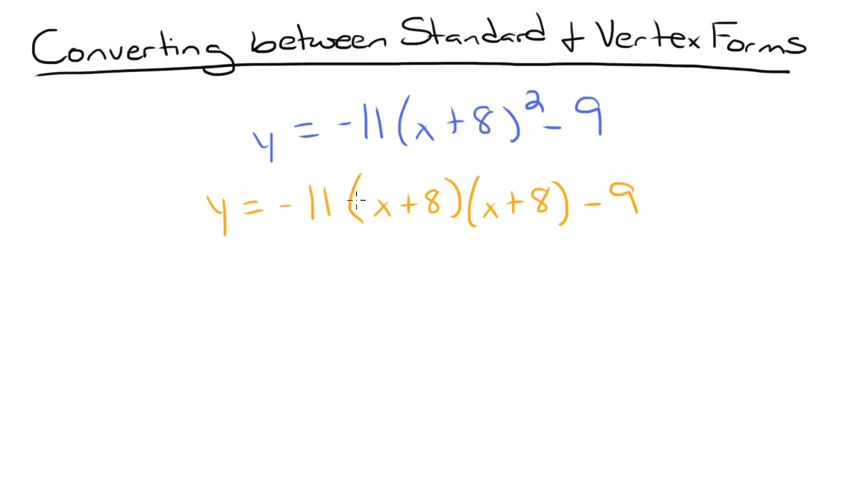 Converting between Standard + Vertex Forms
y = -11(x+8)² - 9
y = -11(x+8)(x+8) - 9